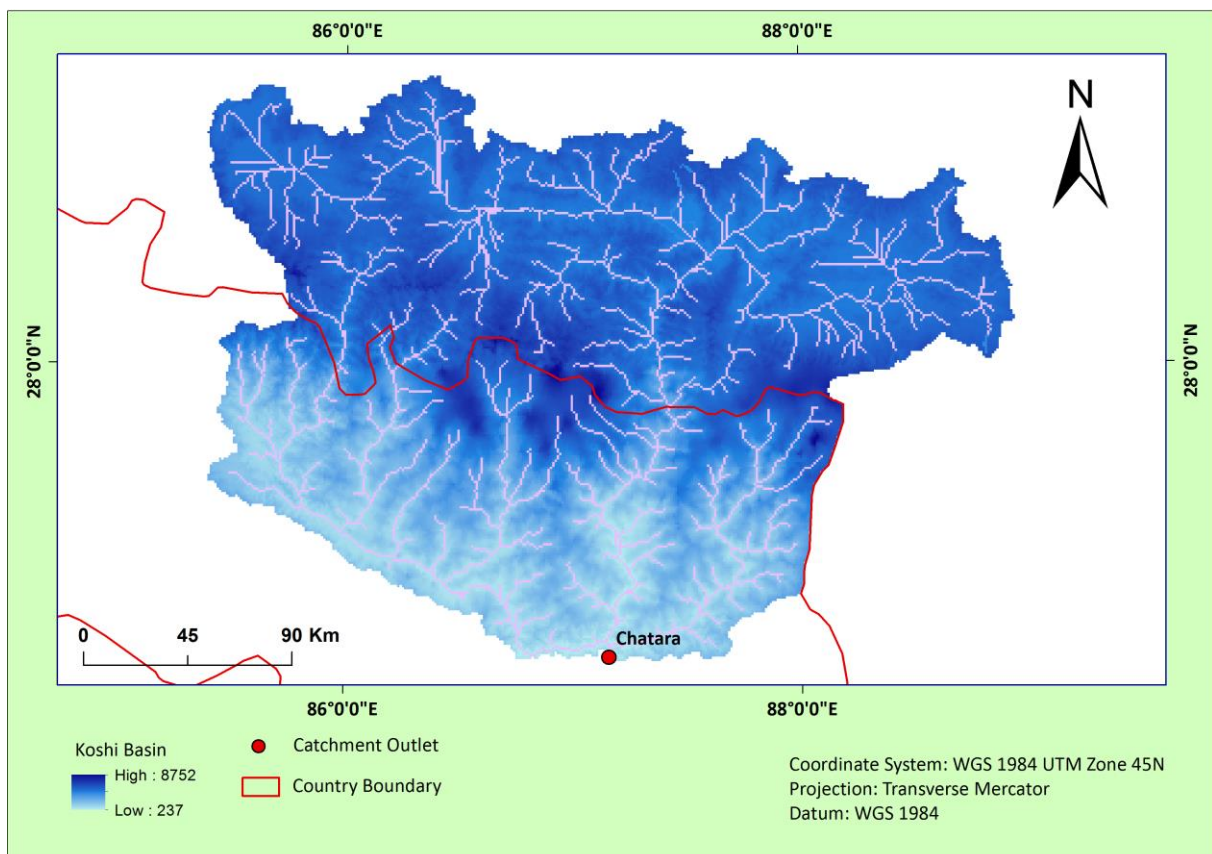 86°0'0"E
88°0'0"E
N
28°0'0"N
28°0'0"N
Chatara
0 45 90 Km
86°0'0"E
88°0'0"E
Koshi Basin
High : 8752
Low : 237
Catchment Outlet
Country Boundary
Coordinate System: WGS 1984 UTM Zone 45N
Projection: Transverse Mercator
Datum: WGS 1984